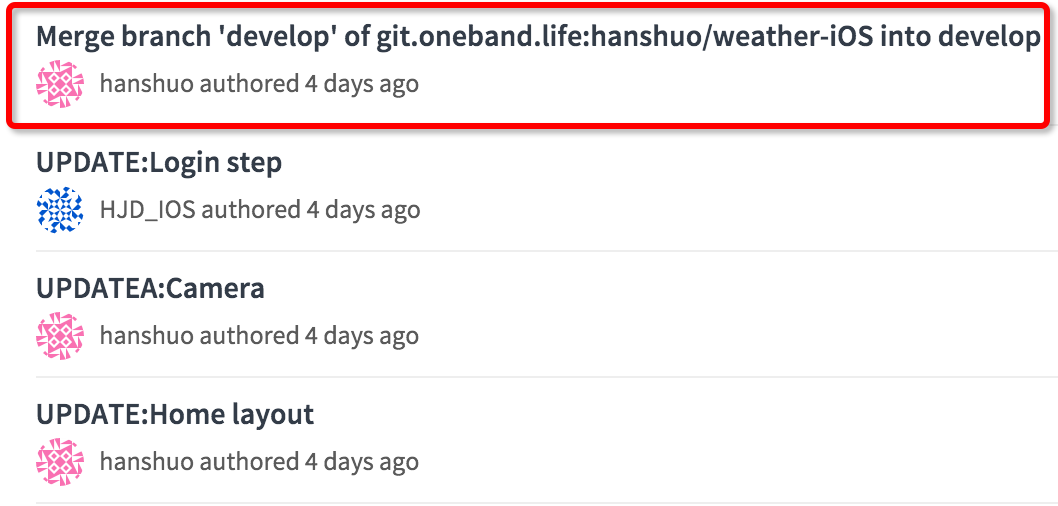 Merge branch 'develop' of git.oneband.life:hanshuo/weather-iOS into develop
hanshuo authored 4 days ago
UPDATE:Login step
HJD_IOS authored 4 days ago
UPDATEA:Camera
hanshuo authored 4 days ago
UPDATE:Home layout
hanshuo authored 4 days ago